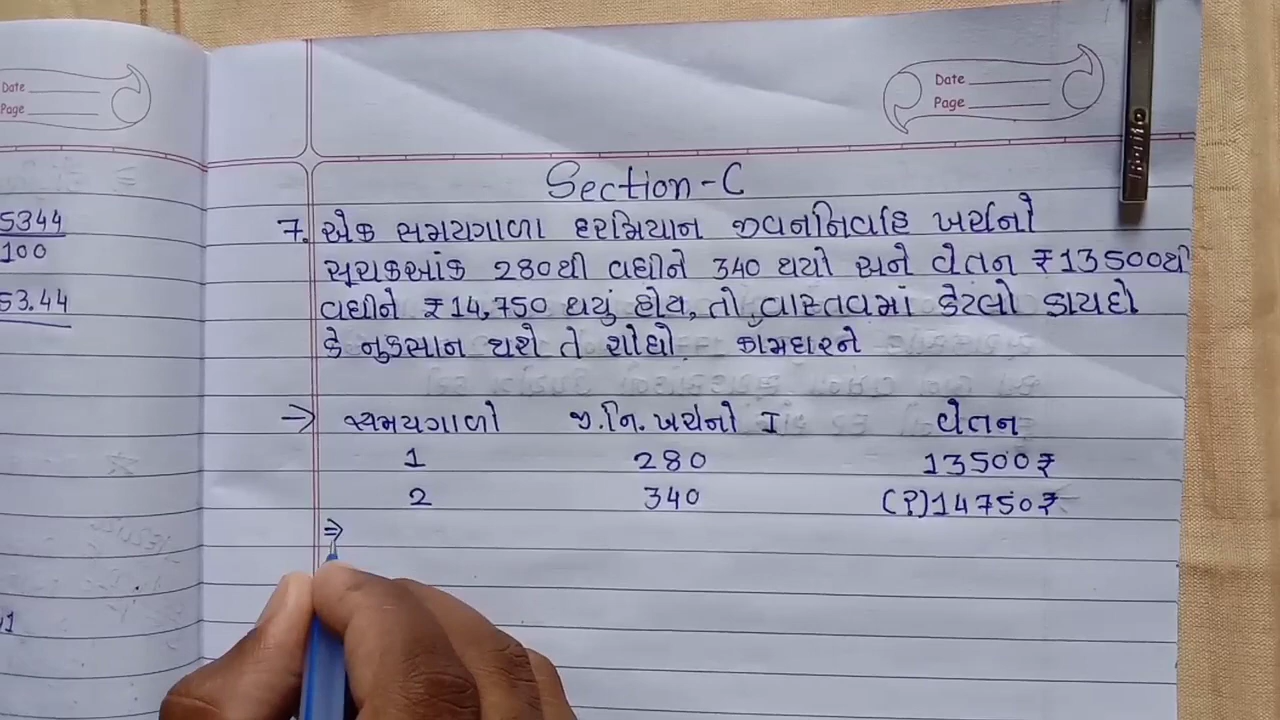 Date
Page
Date
Page
5344
100
53.44
Section-C
7. એક સમયગાળા દરમિયાન જીવનનિર્વાહ ખર્ચનો
સૂચકઆંક 280થી વધીને 340 થયો અને વેતન ₹13500થી
વધીને ₹14,750 થયું હોય, તો વાસ્તવમાં કેટલો ફાયદો
કે નુકસાન થશે તે શોધો. કામદારને
→ સમયગાળો જી.નિ.ખર્ચનો I વેતન
1 280 13500₹
2 340 (?)14750₹
⇒
Rorito